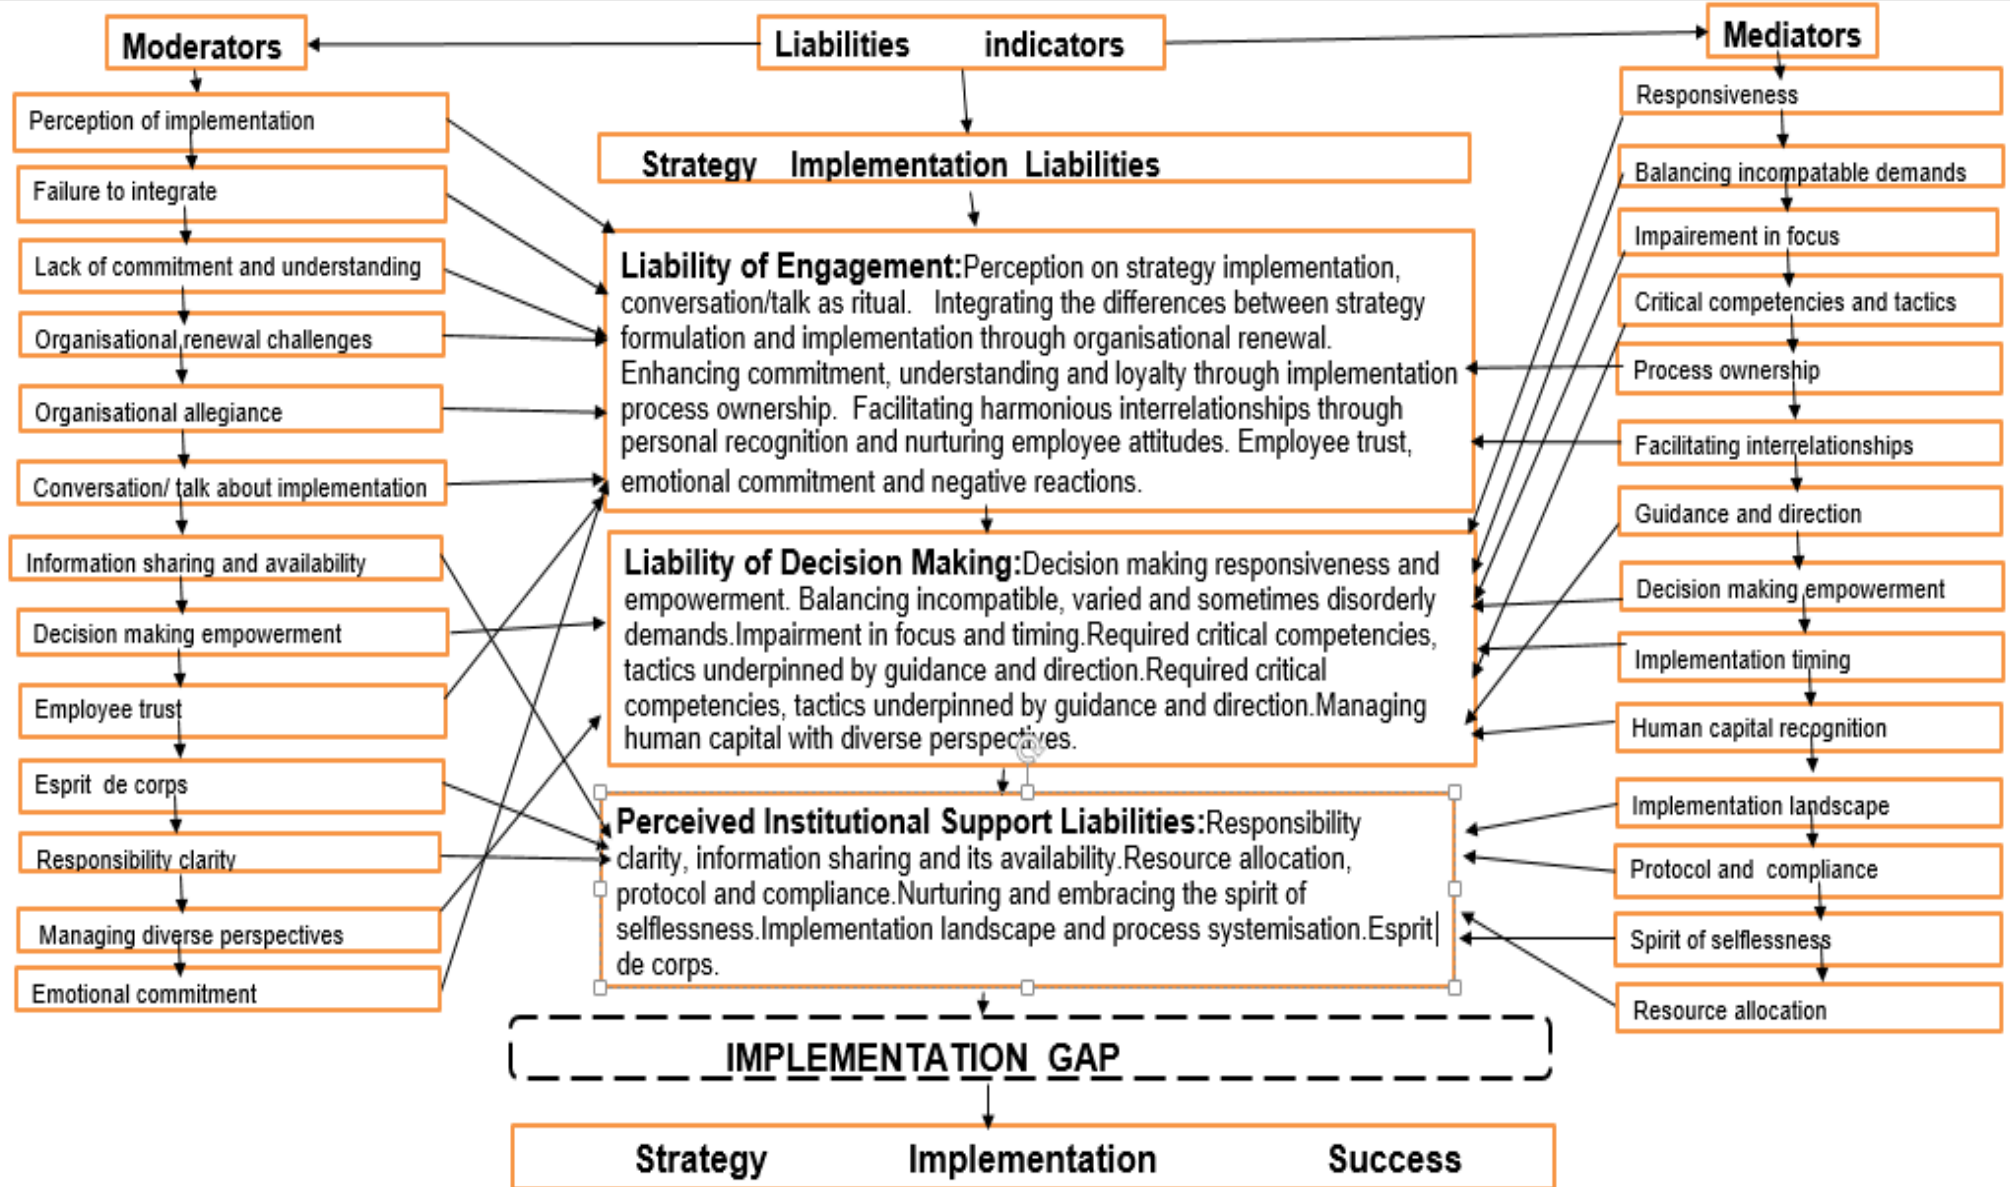 Moderators
Liabilities indicators
Mediators
Perception of implementation
Failure to integrate
Lack of commitment and understanding
Organisational renewal challenges
Organisational allegiance
Conversation/ talk about implementation
Information sharing and availability
Decision making empowerment
Employee trust
Esprit de corps
Responsibility clarity
Managing diverse perspectives
Emotional commitment
Strategy Implementation Liabilities
Liability of Engagement:Perception on strategy implementation,
conversation/talk as ritual. Integrating the differences between strategy
formulation and implementation through organisational renewal.
Enhancing commitment, understanding and loyalty through implementation
process ownership. Facilitating harmonious interrelationships through
personal recognition and nurturing employee attitudes. Employee trust,
emotional commitment and negative reactions.
Liability of Decision Making:Decision making responsiveness and
empowerment. Balancing incompatible, varied and sometimes disorderly
demands.Impairment in focus and timing.Required critical competencies,
tactics underpinned by guidance and direction.Required critical
competencies, tactics underpinned by guidance and direction.Managing
human capital with diverse perspectives.
Perceived Institutional Support Liabilities:Responsibility
clarity, information sharing and its availability.Resource allocation,
protocol and compliance.Nurturing and embracing the spirit of
selflessness.Implementation landscape and process systemisation.Esprit
de corps.
Responsiveness
Balancing incompatable demands
Impairement in focus
Critical competencies and tactics
Process ownership
Facilitating interrelationships
Guidance and direction
Decision making empowerment
Implementation timing
Human capital recognition
Implementation landscape
Protocol and compliance
Spirit of selflessness
Resource allocation
IMPLEMENTATION GAP
Strategy Implementation Success